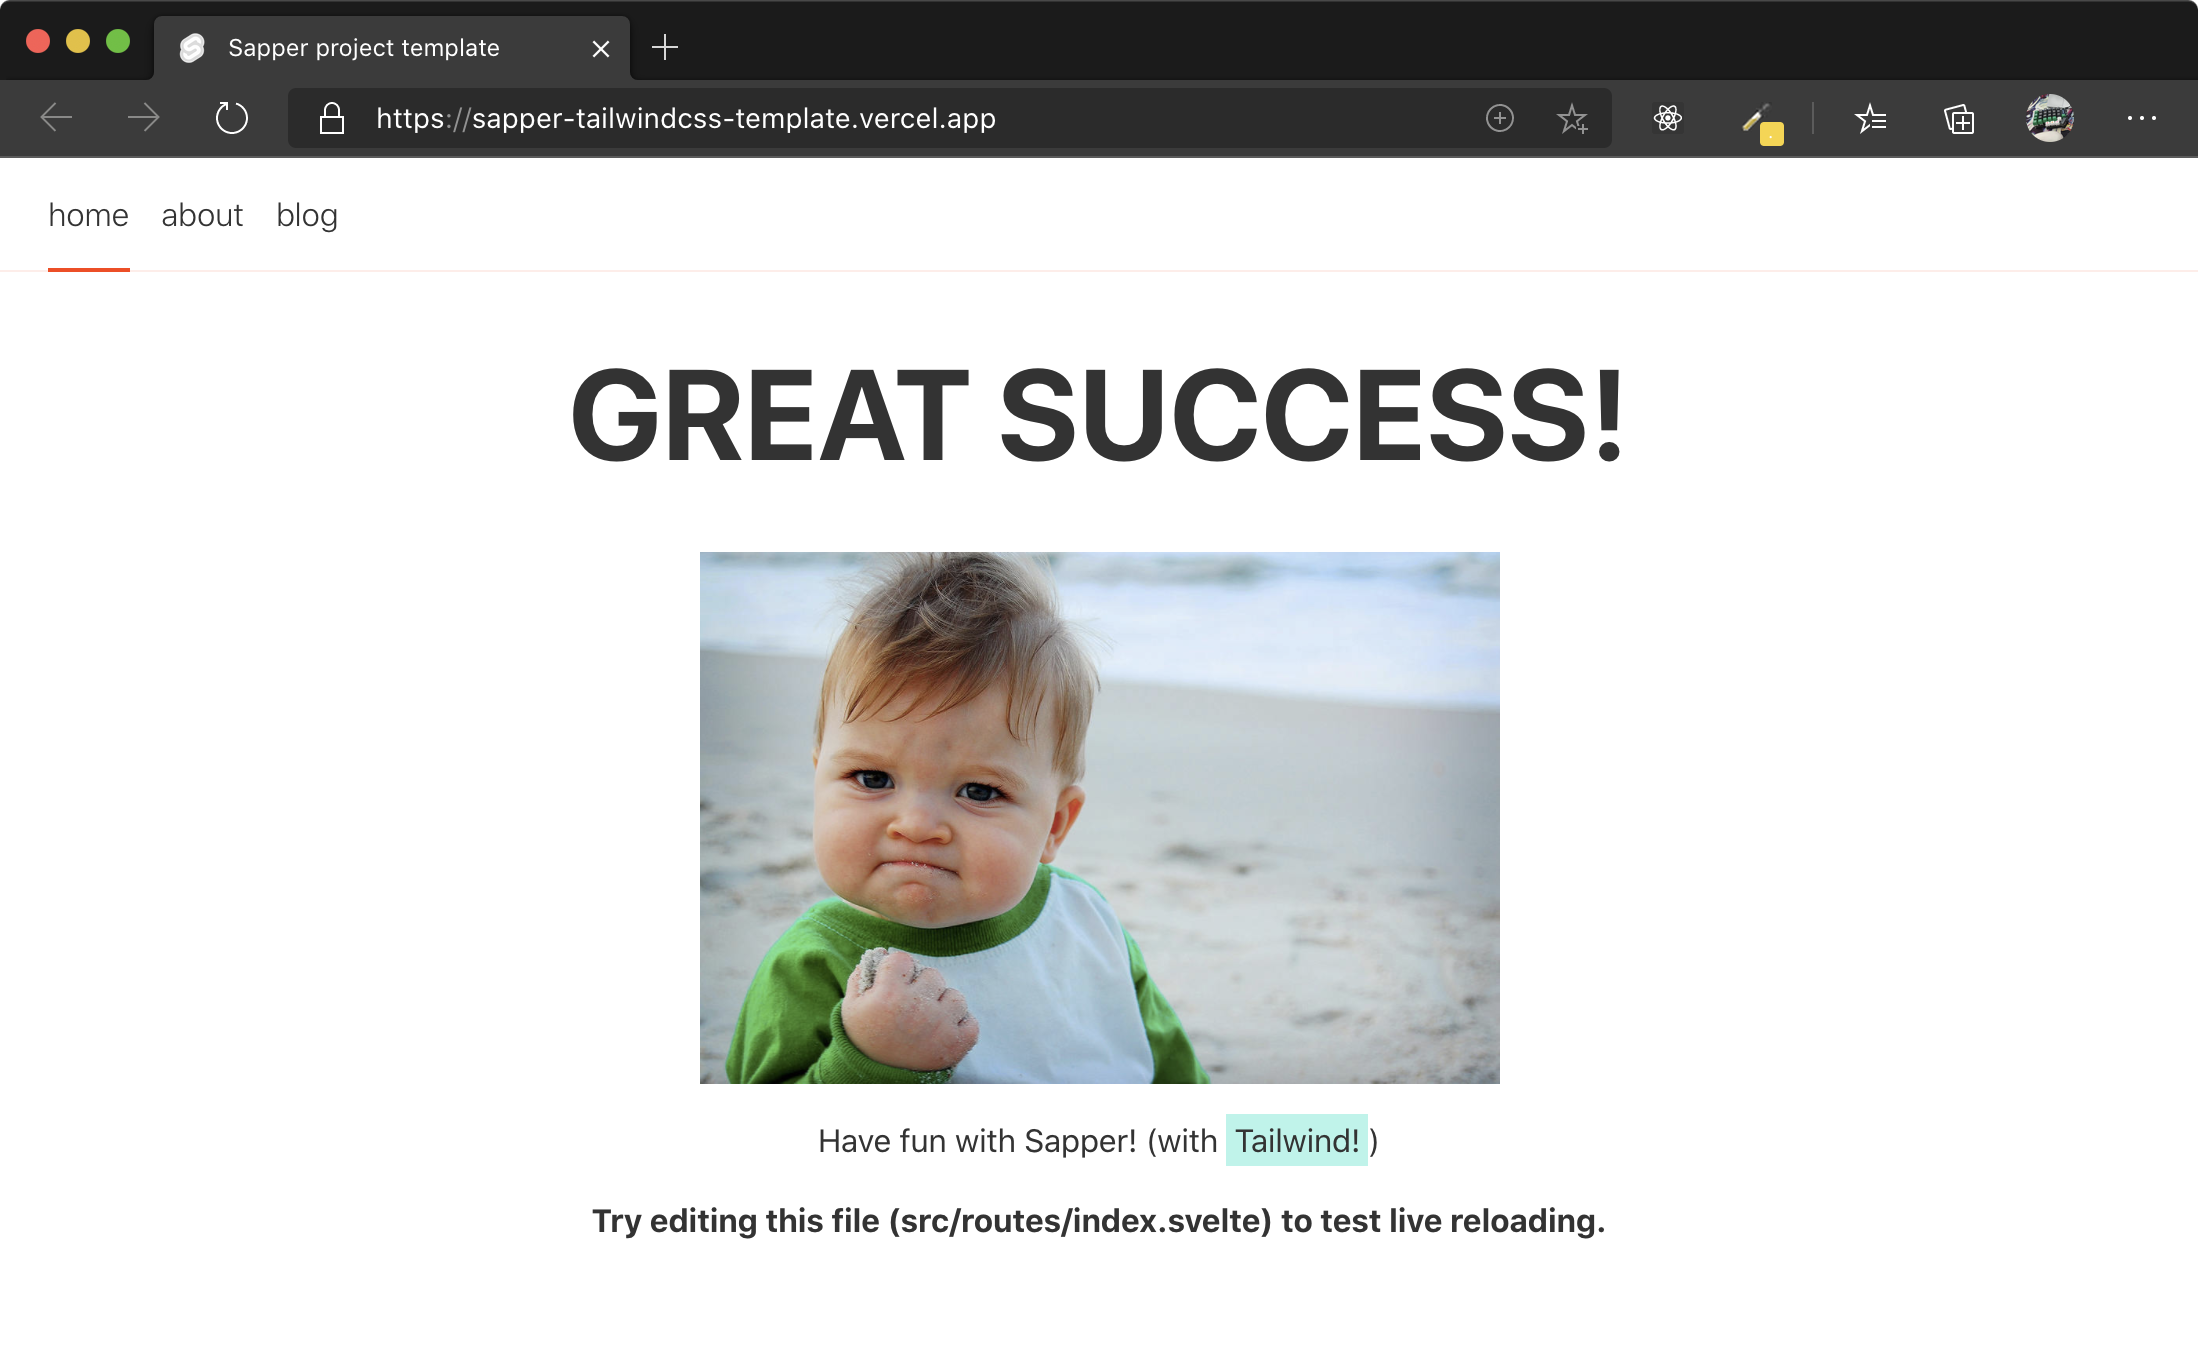 Sapper project template
https://sapper-tailwindcss-template.vercel.app
home about blog
GREAT SUCCESS!
Have fun with Sapper! (with Tailwind!)
Try editing this file (src/routes/index.svelte) to test live reloading.